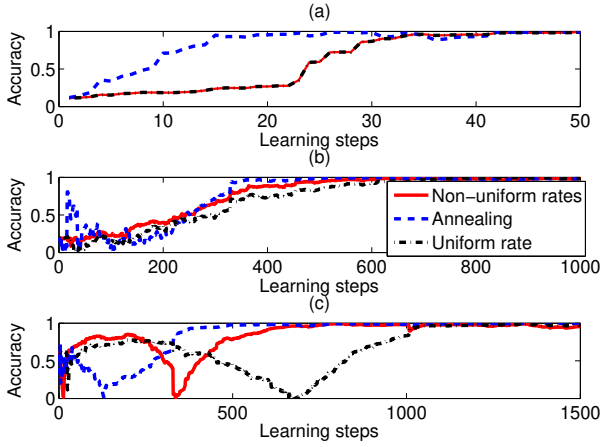 (a)
1
0.5
0
Accuracy
0 10 20 30 40 50
Learning steps
(b)
1
0.5
0
Accuracy
0 200 400 600 800 1000
Learning steps
Non-uniform rates
Annealing
Uniform rate
(c)
1
0.5
0
Accuracy
0 500 1000 1500
Learning steps